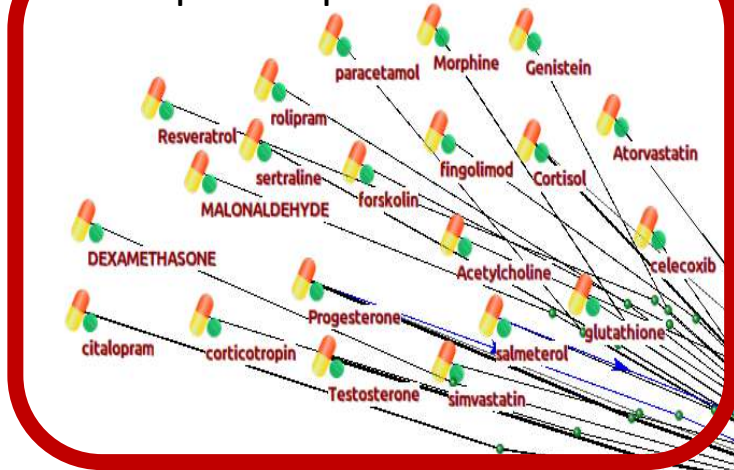 paracetamol
Morphine
Genistein
Resveratrol
rolipram
Atorvastatin
sertraline
forskolin
fingolimod
Cortisol
MALONALDEHYDE
DEXAMETHASONE
Acetylcholine
celecoxib
Progesterone
glutathione
citalopram
corticotropin
salmeterol
Testosterone
simvastatin